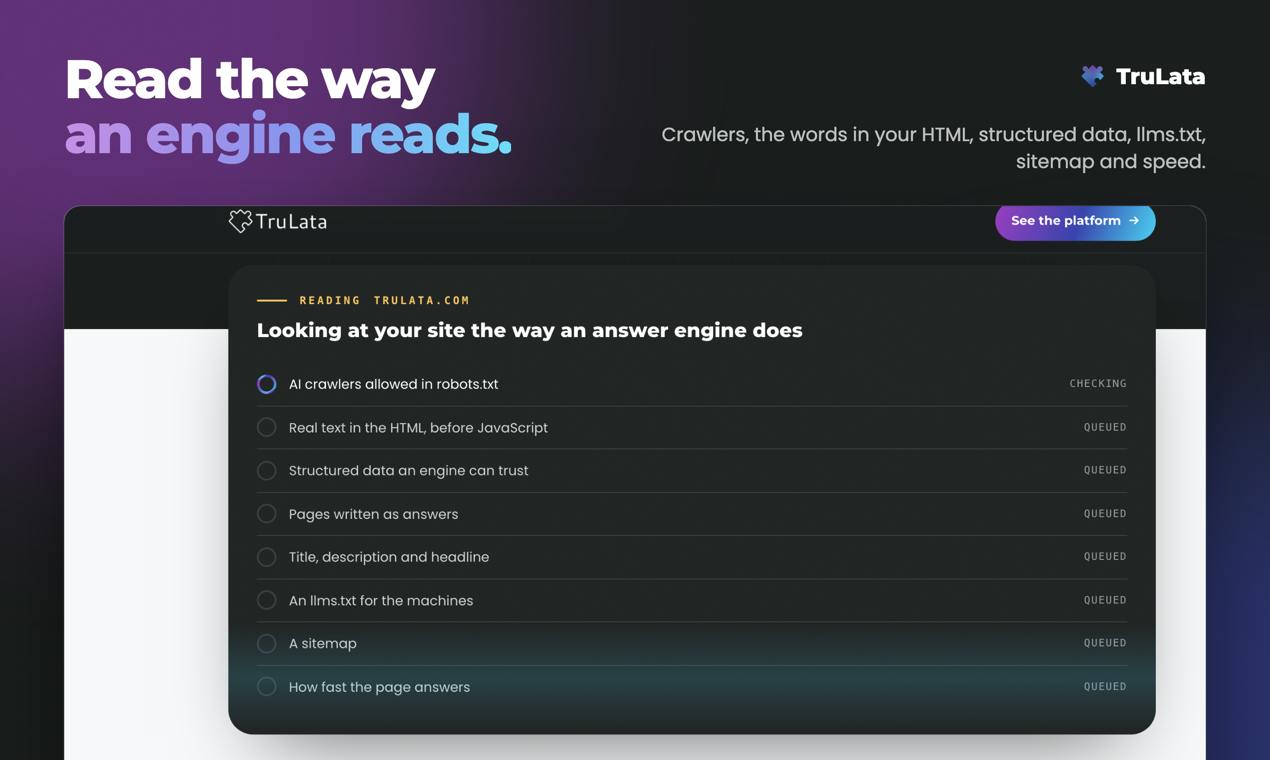 Read the way
an engine reads.
TruLata
Crawlers, the words in your HTML, structured data, llms.txt,
sitemap and speed.
TruLata
See the platform →
READING TRULATA.COM
Looking at your site the way an answer engine does
AI crawlers allowed in robots.txt CHECKING
Real text in the HTML, before JavaScript QUEUED
Structured data an engine can trust QUEUED
Pages written as answers QUEUED
Title, description and headline QUEUED
An llms.txt for the machines QUEUED
A sitemap QUEUED
How fast the page answers QUEUED